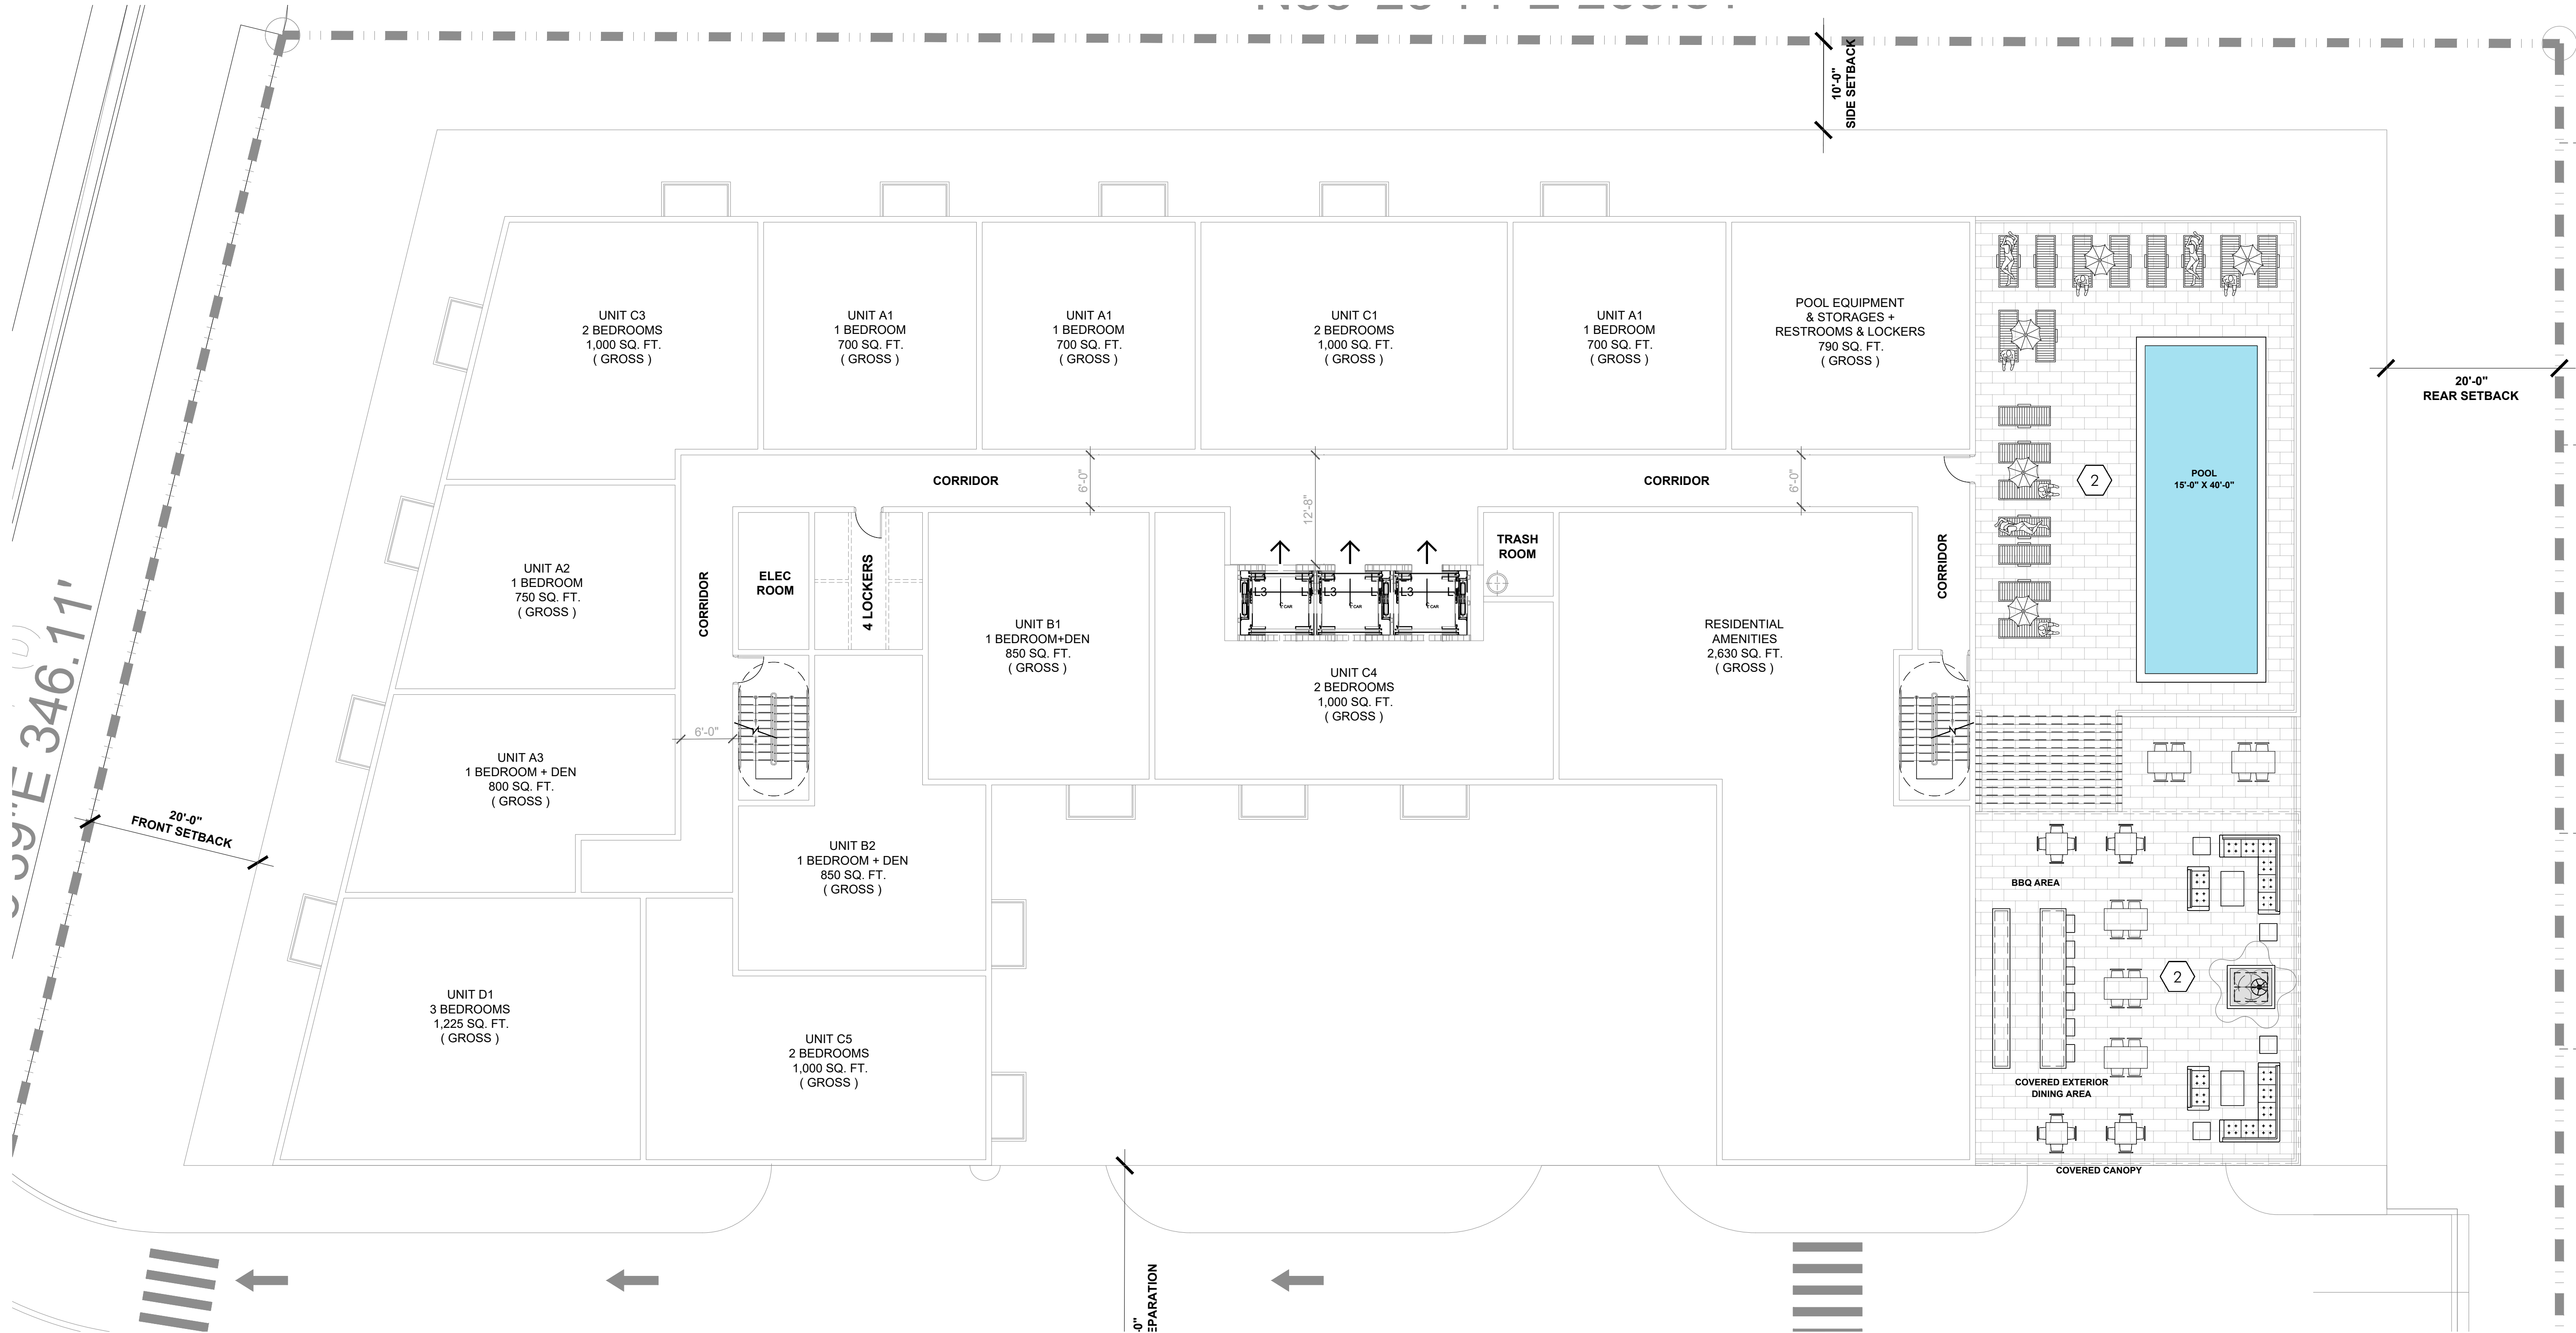 10'-0"
SIDE SETBACK
UNIT C3
2 BEDROOMS
1,000 SQ. FT.
( GROSS )
UNIT A1
1 BEDROOM
700 SQ. FT.
( GROSS )
UNIT A1
1 BEDROOM
700 SQ. FT.
( GROSS )
UNIT C1
2 BEDROOMS
1,000 SQ. FT.
( GROSS )
UNIT A1
1 BEDROOM
700 SQ. FT.
( GROSS )
POOL EQUIPMENT
& STORAGES +
RESTROOMS & LOCKERS
790 SQ. FT.
( GROSS )
20'-0"
REAR SETBACK
POOL
15'-0" X 40'-0"
2
CORRIDOR
6'-0"
12'-8"
CORRIDOR
6'-0"
UNIT A2
1 BEDROOM
750 SQ. FT.
( GROSS )
CORRIDOR
ELEC
ROOM
4 LOCKERS
UNIT B1
1 BEDROOM+DEN
850 SQ. FT.
( GROSS )
L3
L3
L3
CAR
CAR
CAR
TRASH
ROOM
UNIT C4
2 BEDROOMS
1,000 SQ. FT.
( GROSS )
RESIDENTIAL
AMENITIES
2,630 SQ. FT.
( GROSS )
CORRIDOR
E 346.11'
6'-0"
UNIT A3
1 BEDROOM + DEN
800 SQ. FT.
( GROSS )
20'-0"
FRONT SETBACK
UNIT B2
1 BEDROOM + DEN
850 SQ. FT.
( GROSS )
BBQ AREA
2
UNIT D1
3 BEDROOMS
1,225 SQ. FT.
( GROSS )
UNIT C5
2 BEDROOMS
1,000 SQ. FT.
( GROSS )
COVERED EXTERIOR
DINING AREA
COVERED CANOPY
-0"
EPARATION